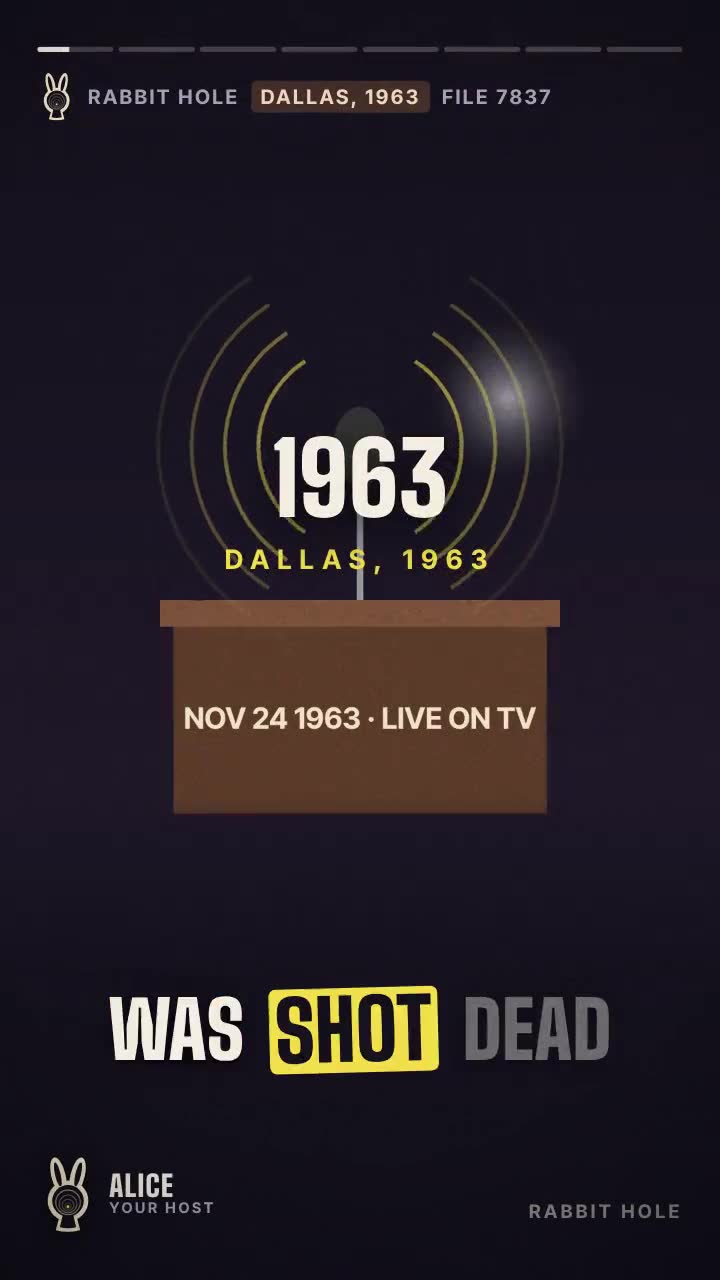 RABBIT HOLE DALLAS, 1963 FILE 7837
1963
DALLAS, 1963
NOV 24 1963 · LIVE ON TV
WAS SHOT DEAD
ALICE
YOUR HOST
RABBIT HOLE